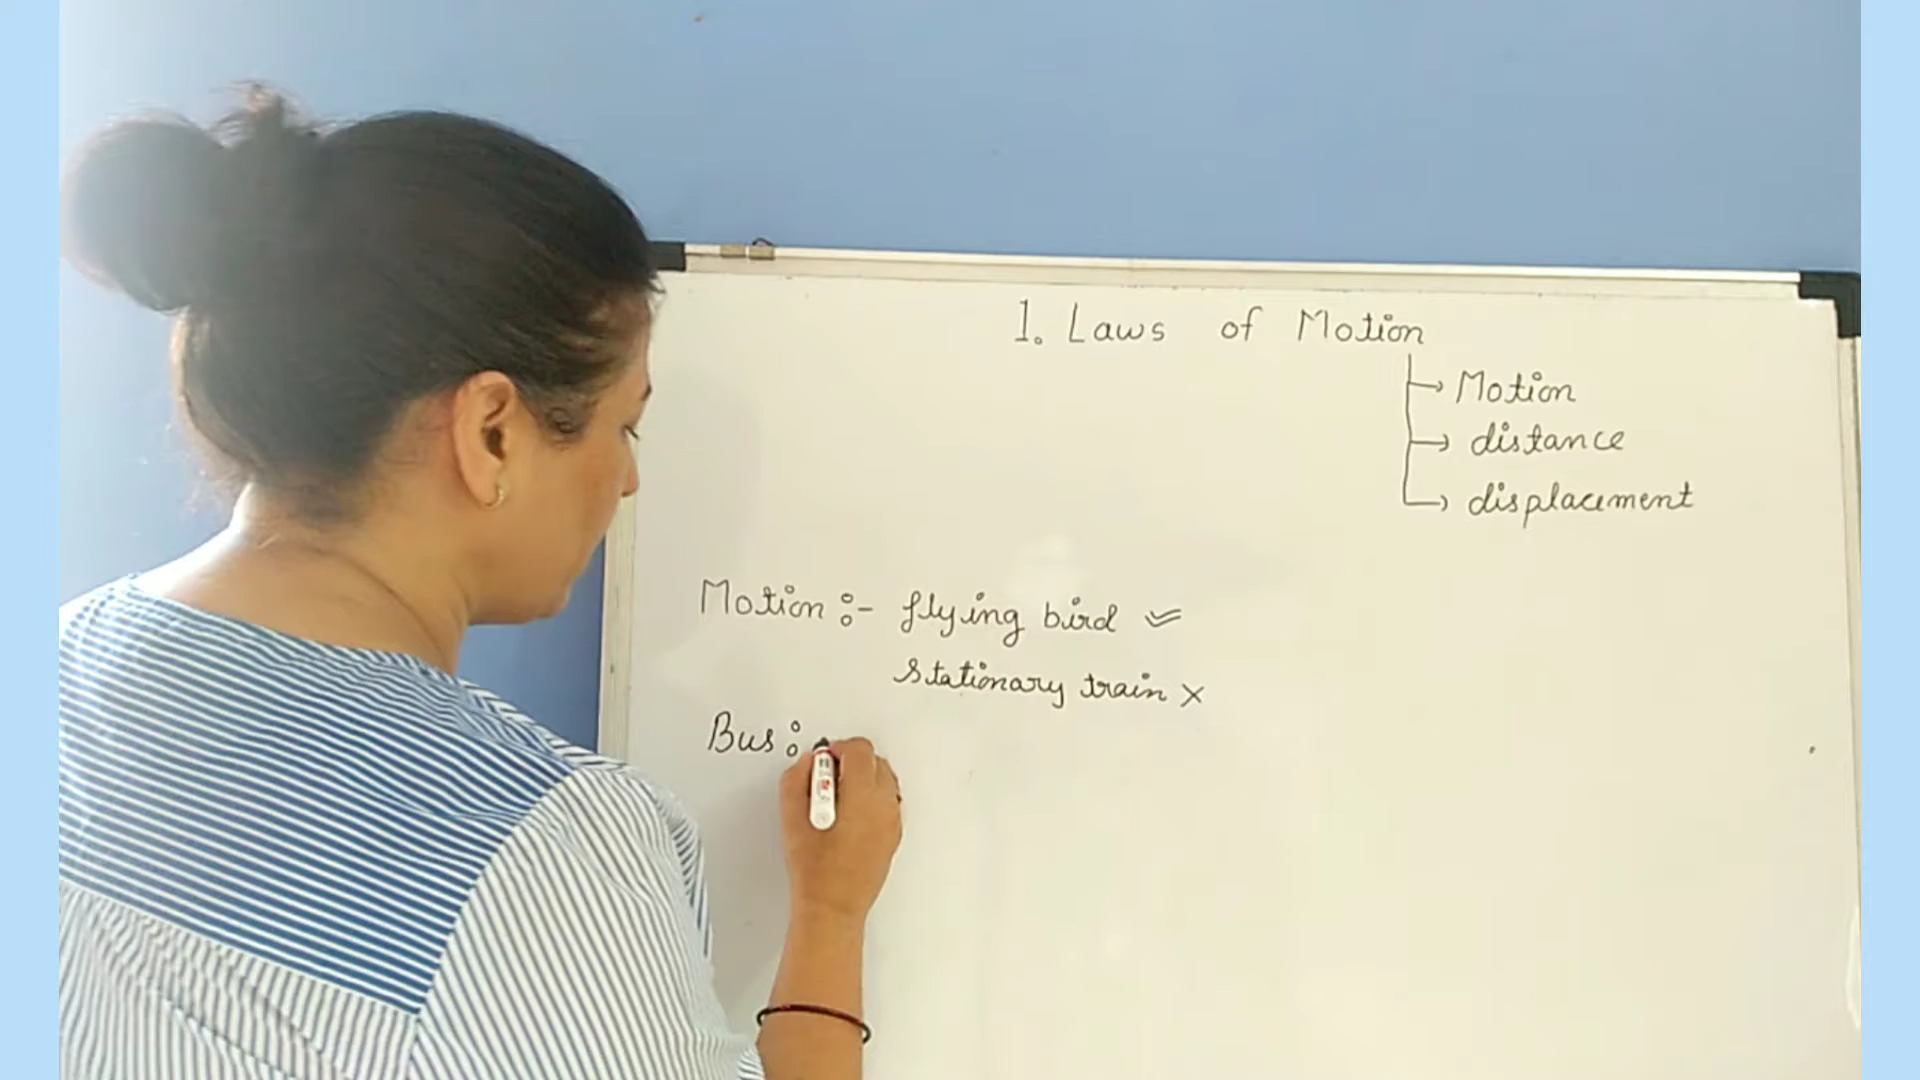 1. Laws of Motion
→ Motion
→ distance
→ displacement
Motion :- flying bird ✓
Stationary train ×
Bus :